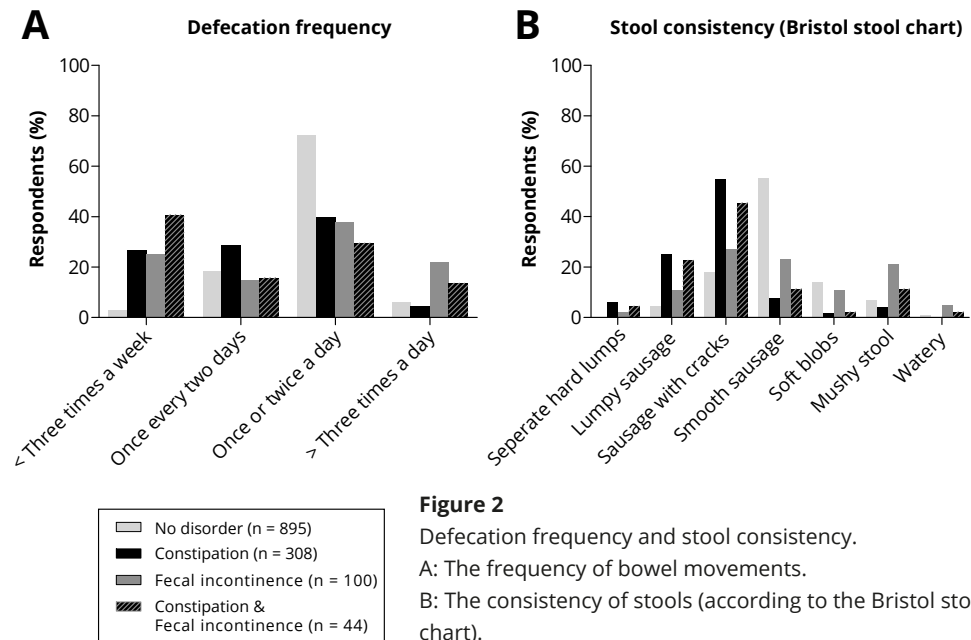 A
Defecation frequency
Respondents (%)
100
80
60
40
20
0
< Three times a week
Once every two days
Once or twice a day
> Three times a day
B
Stool consistency (Bristol stool chart)
Respondents (%)
100
80
60
40
20
0
Seperate hard lumps
Lumpy sausage
Sausage with cracks
Smooth sausage
Soft blobs
Mushy stool
Watery
No disorder (n = 895)
Constipation (n = 308)
Fecal incontinence (n = 100)
Constipation &
Fecal incontinence (n = 44)
Figure 2
Defecation frequency and stool consistency.
A: The frequency of bowel movements.
B: The consistency of stools (according to the Bristol sto
chart).